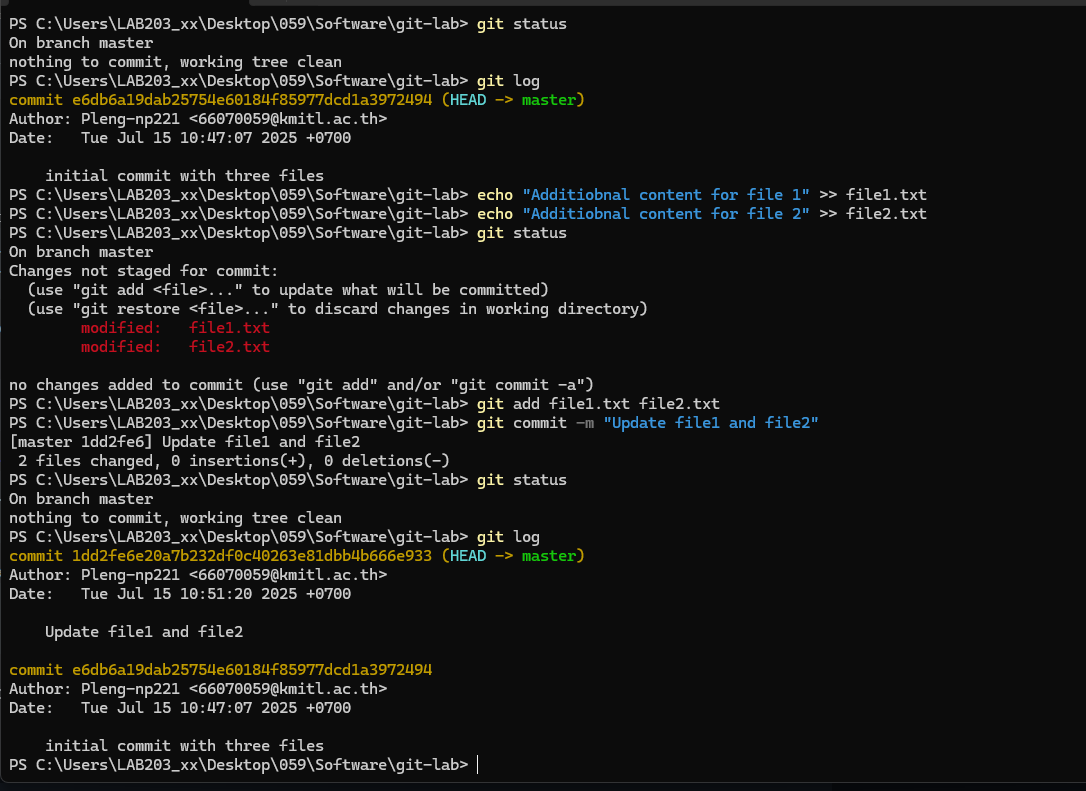 PS C:\Users\LAB203_xx\Desktop\059\Software\git-lab> git status
On branch master
nothing to commit, working tree clean
PS C:\Users\LAB203_xx\Desktop\059\Software\git-lab> git log
commit e6db6a19dab25754e60184f85977dcd1a3972494 (HEAD -> master)
Author: Pleng-np221 <66070059@kmitl.ac.th>
Date:   Tue Jul 15 10:47:07 2025 +0700

    initial commit with three files
PS C:\Users\LAB203_xx\Desktop\059\Software\git-lab> echo "Additiobnal content for file 1" >> file1.txt
PS C:\Users\LAB203_xx\Desktop\059\Software\git-lab> echo "Additiobnal content for file 2" >> file2.txt
PS C:\Users\LAB203_xx\Desktop\059\Software\git-lab> git status
On branch master
Changes not staged for commit:
  (use "git add <file>..." to update what will be committed)
  (use "git restore <file>..." to discard changes in working directory)
        modified:   file1.txt
        modified:   file2.txt

no changes added to commit (use "git add" and/or "git commit -a")
PS C:\Users\LAB203_xx\Desktop\059\Software\git-lab> git add file1.txt file2.txt
PS C:\Users\LAB203_xx\Desktop\059\Software\git-lab> git commit -m "Update file1 and file2"
[master 1dd2fe6] Update file1 and file2
 2 files changed, 0 insertions(+), 0 deletions(-)
PS C:\Users\LAB203_xx\Desktop\059\Software\git-lab> git status
On branch master
nothing to commit, working tree clean
PS C:\Users\LAB203_xx\Desktop\059\Software\git-lab> git log
commit 1dd2fe6e20a7b232df0c40263e81dbb4b666e933 (HEAD -> master)
Author: Pleng-np221 <66070059@kmitl.ac.th>
Date:   Tue Jul 15 10:51:20 2025 +0700

    Update file1 and file2

commit e6db6a19dab25754e60184f85977dcd1a3972494
Author: Pleng-np221 <66070059@kmitl.ac.th>
Date:   Tue Jul 15 10:47:07 2025 +0700

    initial commit with three files
PS C:\Users\LAB203_xx\Desktop\059\Software\git-lab>